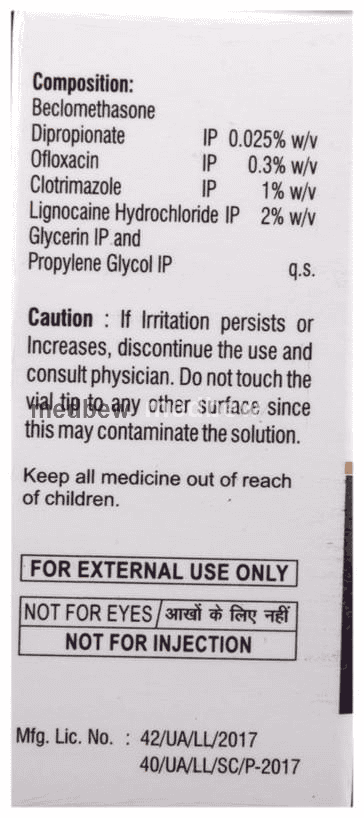 Composition:
Beclomethasone
Dipropionate IP 0.025% w/v
Ofloxacin IP 0.3% w/v
Clotrimazole IP 1% w/v
Lignocaine Hydrochloride IP 2% w/v
Glycerin IP and
Propylene Glycol IP q.s.
Caution : If Irritation persists or
Increases, discontinue the use and
consult physician. Do not touch the
vial tip to any other surface since
this may contaminate the solution.
Keep all medicine out of reach
of children.
FOR EXTERNAL USE ONLY
NOT FOR EYES / आखों के लिए नहीं
NOT FOR INJECTION
Mfg. Lic. No. : 42/UA/LL/2017
40/UA/LL/SC/P-2017